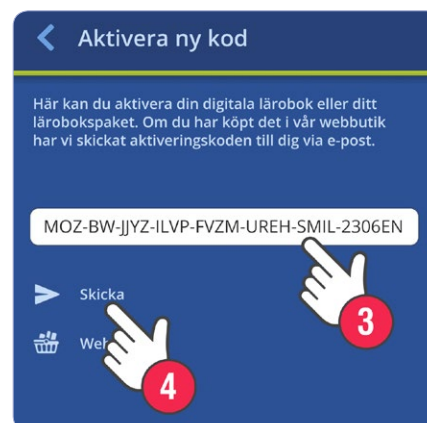 Aktivera ny kod
Här kan du aktivera din digitala lärobok eller ditt
lärobokspaket. Om du har köpt det i vår webbutik
har vi skickat aktiveringskoden till dig via e-post.
MOZ-BW-JJYZ-ILVP-FVZM-UREH-SMIL-2306EN
Skicka
3
4